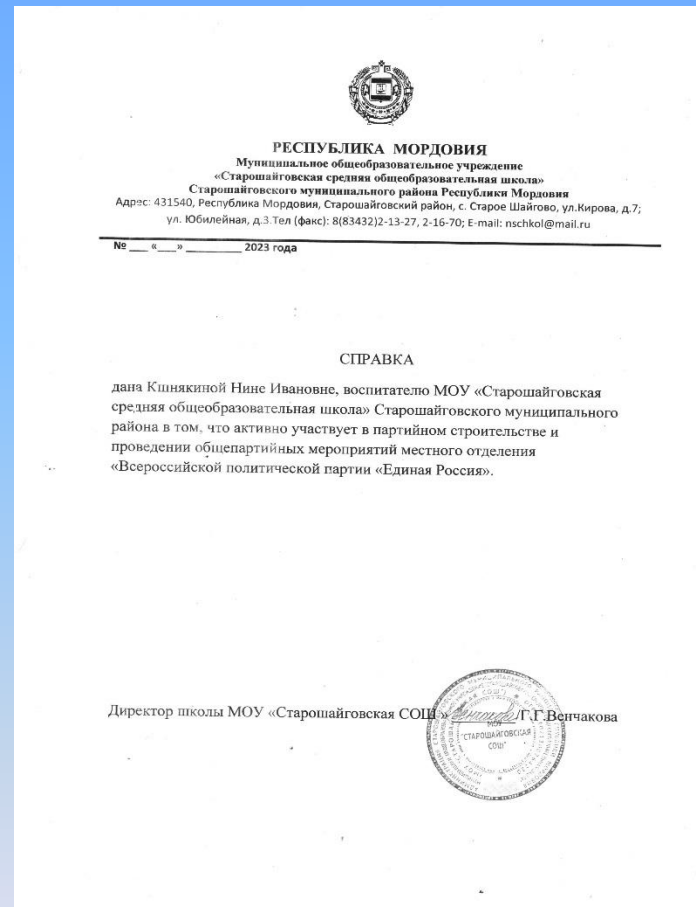 РЕСПУБЛИКА МОРДОВИЯ
Муниципальное общеобразовательное учреждение
«Старошайговская средняя общеобразовательная школа»
Старошайговского муниципального района Республики Мордовия
Адрес: 431540, Республика Мордовия, Старошайговский район, с. Старое Шайгово, ул.Кирова, д.7;
ул. Юбилейная, д.3.Тел (факс): 8(83432)2-13-27, 2-16-70; E-mail: nschkol@mail.ru
№ ___ «___» _________ 2023 года
СПРАВКА
дана Кшнякиной Нине Ивановне, воспитателю МОУ «Старошайговская
средняя общеобразовательная школа» Старошайговского муниципального
района в том, что активно участвует в партийном строительстве и
проведении общепартийных мероприятий местного отделения
«Всероссийской политической партии «Единая Россия».
Директор школы МОУ «Старошайговская СОШ» /Г.Г.Венчакова
МОУ
"СТАРОШАЙГОВСКАЯ
СОШ"